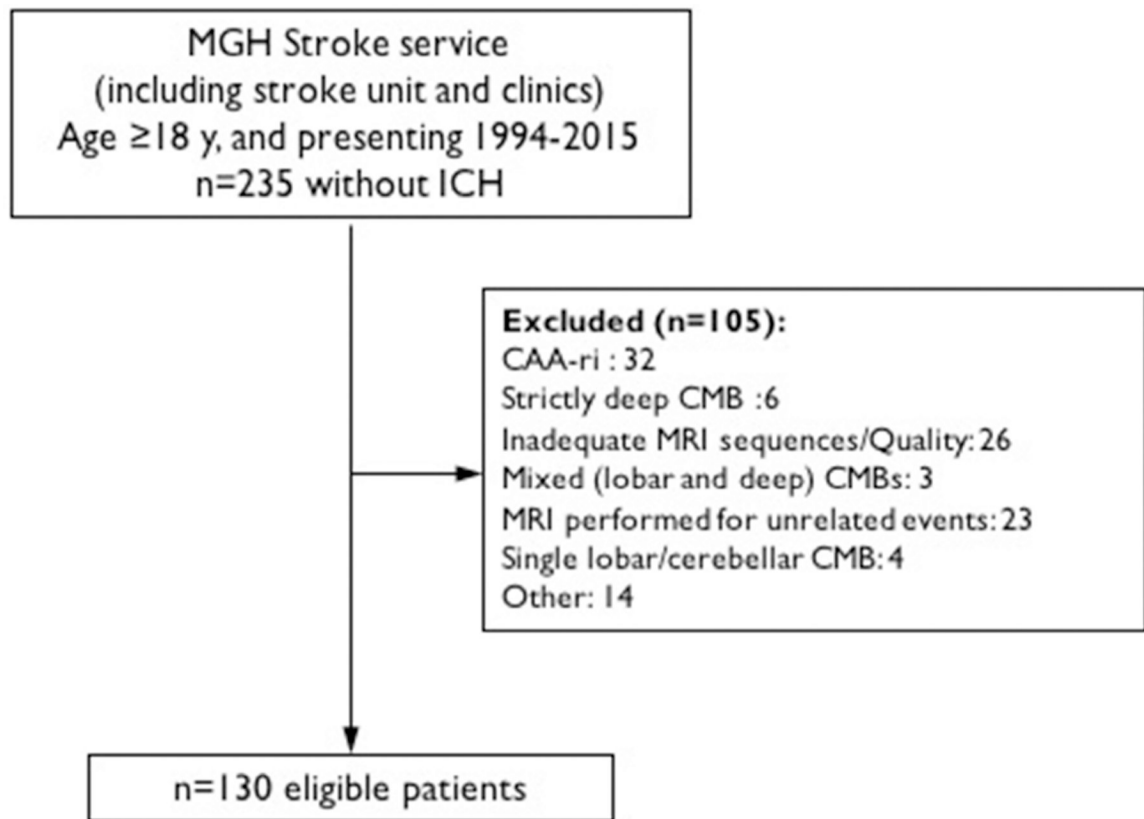 MGH Stroke service
(including stroke unit and clinics)
Age ≥18 y, and presenting 1994-2015
n=235 without ICH
Excluded (n=105):
CAA-ri : 32
Strictly deep CMB :6
Inadequate MRI sequences/Quality: 26
Mixed (lobar and deep) CMBs: 3
MRI performed for unrelated events: 23
Single lobar/cerebellar CMB: 4
Other: 14
n=130 eligible patients